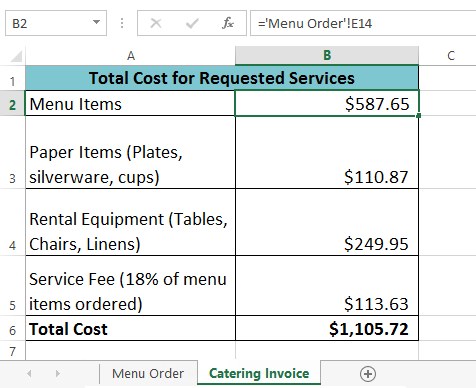 B2 fx ='Menu Order'!E14
A B C
1 Total Cost for Requested Services
2 Menu Items $587.65
Paper Items (Plates,
3 silverware, cups) $110.87
Rental Equipment (Tables,
4 Chairs, Linens) $249.95
Service Fee (18% of menu
5 items ordered) $113.63
6 Total Cost $1,105.72
7
Menu Order Catering Invoice